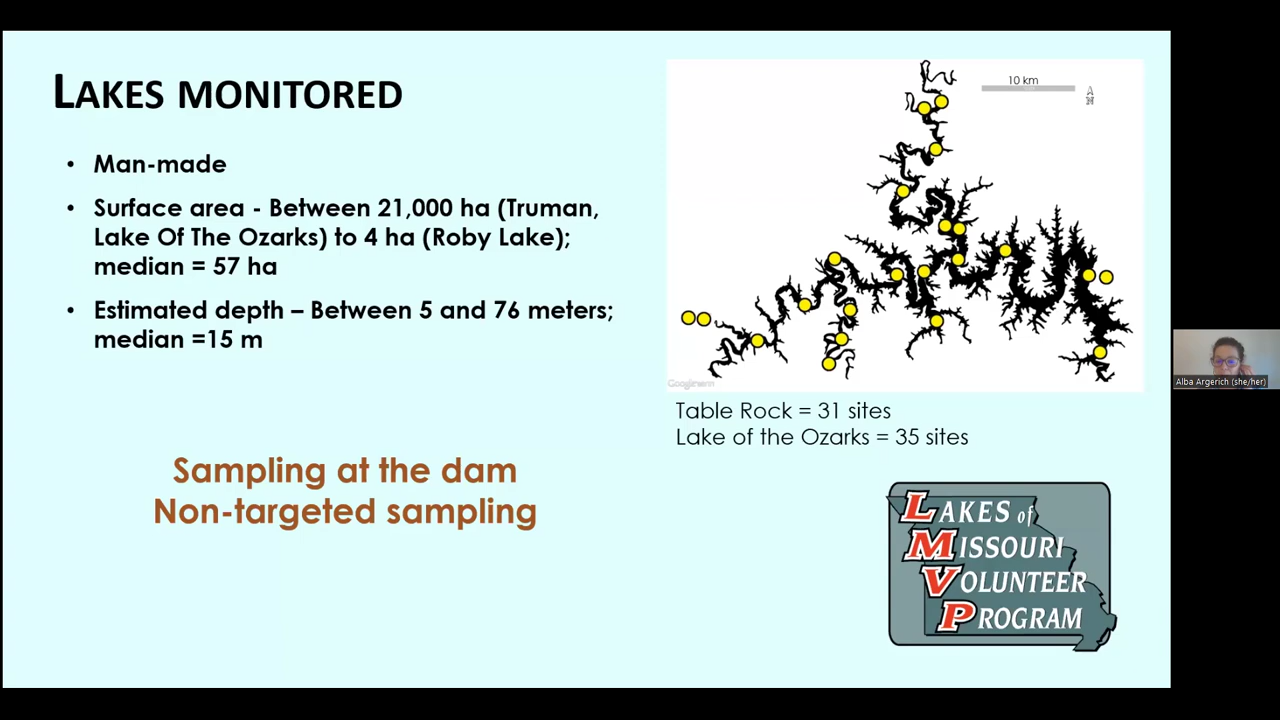 LAKES MONITORED
• Man-made
• Surface area - Between 21,000 ha (Truman,
Lake Of The Ozarks) to 4 ha (Roby Lake);
median = 57 ha
• Estimated depth – Between 5 and 76 meters;
median =15 m
Sampling at the dam
Non-targeted sampling
10 km
N
Table Rock = 31 sites
Lake of the Ozarks = 35 sites
LAKES of
MISSOURI
VOLUNTEER
PROGRAM
Alba Argerich (she/her)